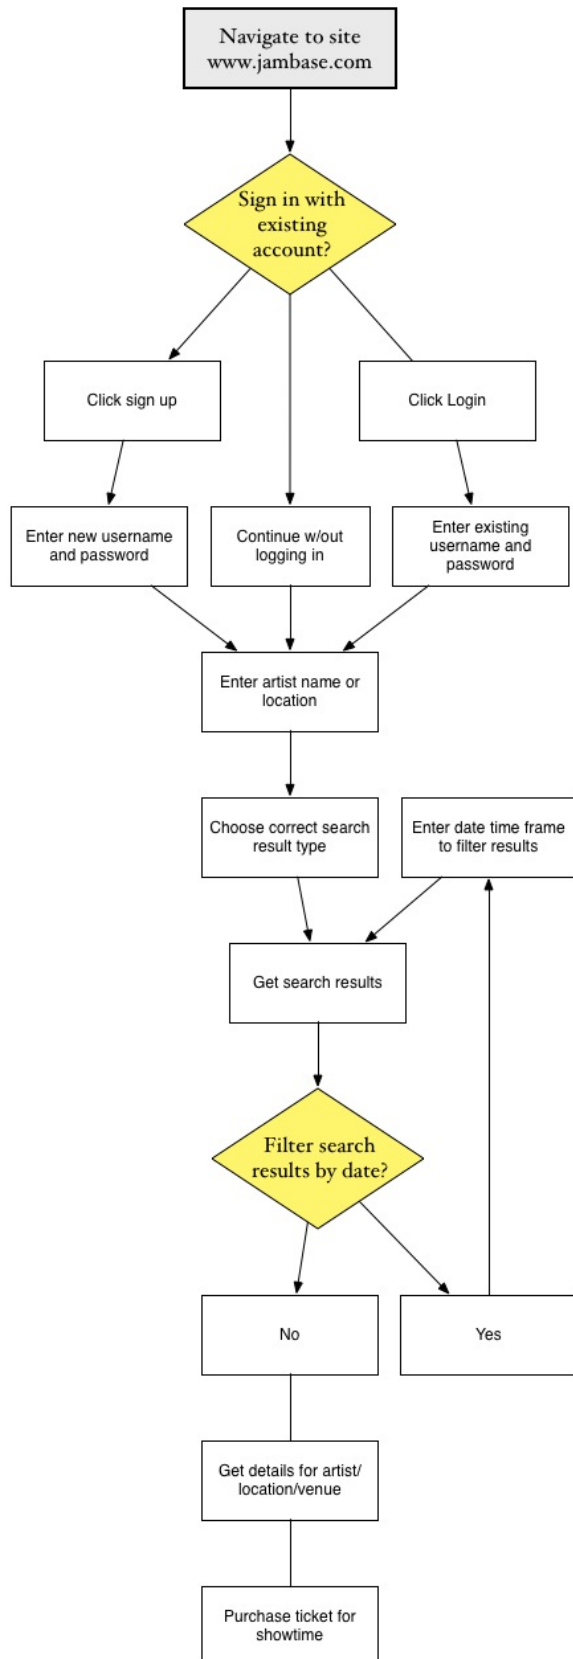 Navigate to site
www.jambase.com
Sign in with
existing
account?
Click sign up
Click Login
Enter new username
and password
Continue w/out
logging in
Enter existing
username and
password
Enter artist name or
location
Choose correct search
result type
Enter date time frame
to filter results
Get search results
Filter search
results by date?
No
Yes
Get details for artist/
location/venue
Purchase ticket for
showtime